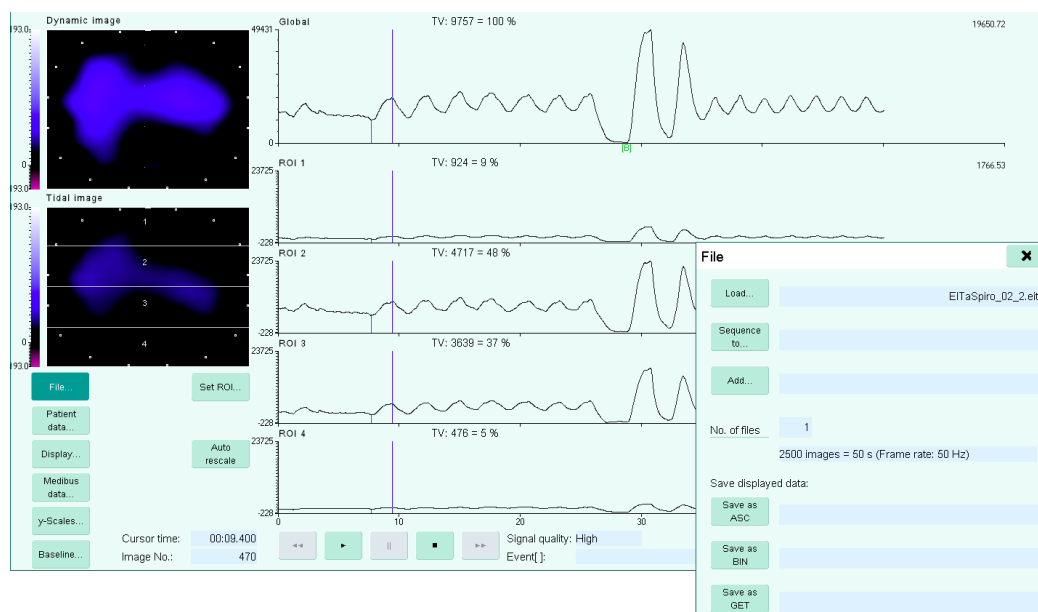 Dynamic image
193.0
0
193.0
Global
TV: 9757 = 100 %
19650.72
49431
0
[B]
ROI 1
TV: 924 = 9 %
1766.53
23725
-228
Tidal image
193.0
0
193.0
1
2
3
4
ROI 2
TV: 4717 = 48 %
23725
-228
ROI 3
TV: 3639 = 37 %
23725
-228
ROI 4
TV: 476 = 5 %
23725
-228
0
10
20
30
File...
Set ROI...
Patient
data...
Display...
Auto
rescale
Medibus
data...
y-Scales...
Baseline...
Cursor time:
00:09.400
Image No.:
470
Signal quality: High
Event[ ]:
File
Load...
EITaSpiro_02_2.eit
Sequence
to...
Add...
No. of files
1
2500 images = 50 s (Frame rate: 50 Hz)
Save displayed data:
Save as
ASC
Save as
BIN
Save as
GET